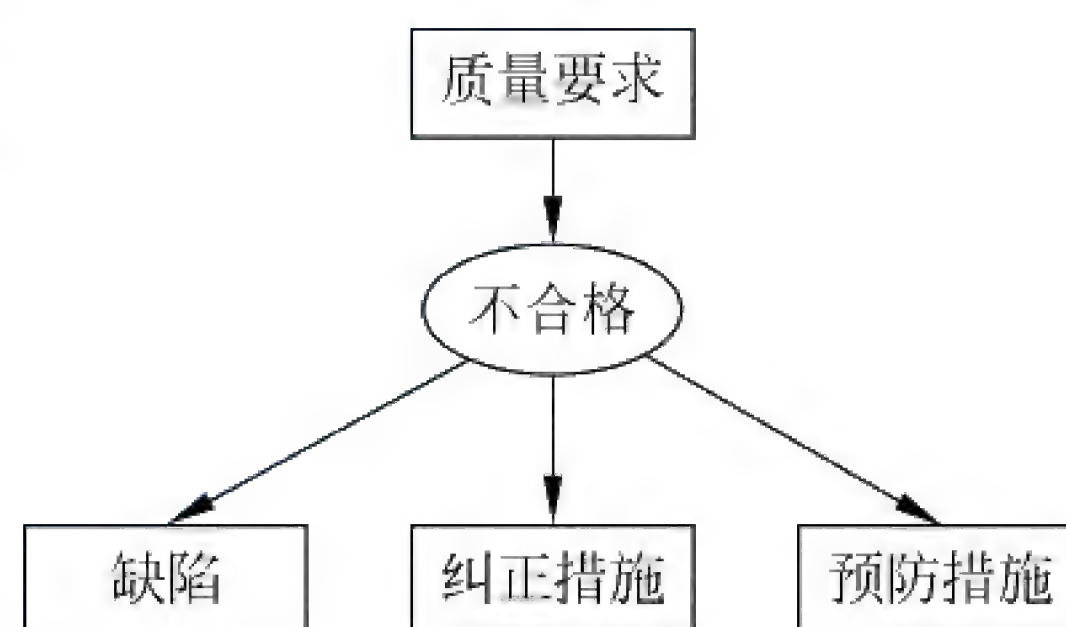 质量要求
不合格
缺陷
纠正措施
预防措施